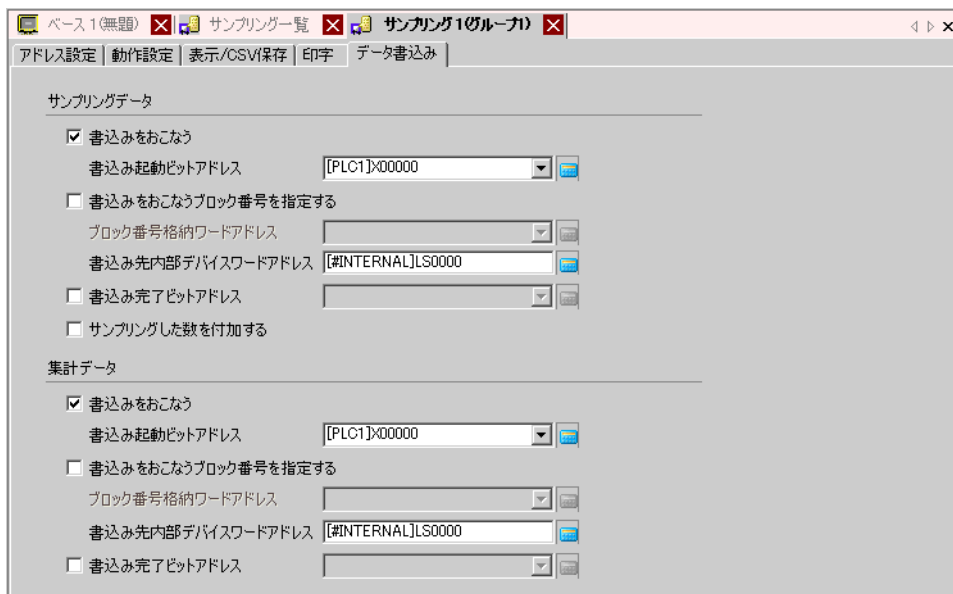 ベース 1(無題) サンプリング一覧 サンプリング 1(グループ1)
アドレス設定 動作設定 表示/CSV保存 印字 データ書込み
サンプリングデータ
書込みをおこなう
書込み起動ビットアドレス [PLC1]X00000
書込みをおこなうブロック番号を指定する
ブロック番号格納ワードアドレス
書込み先内部デバイスワードアドレス [#INTERNAL]LS0000
書込み完了ビットアドレス
サンプリングした数を付加する
集計データ
書込みをおこなう
書込み起動ビットアドレス [PLC1]X00000
書込みをおこなうブロック番号を指定する
ブロック番号格納ワードアドレス
書込み先内部デバイスワードアドレス [#INTERNAL]LS0000
書込み完了ビットアドレス